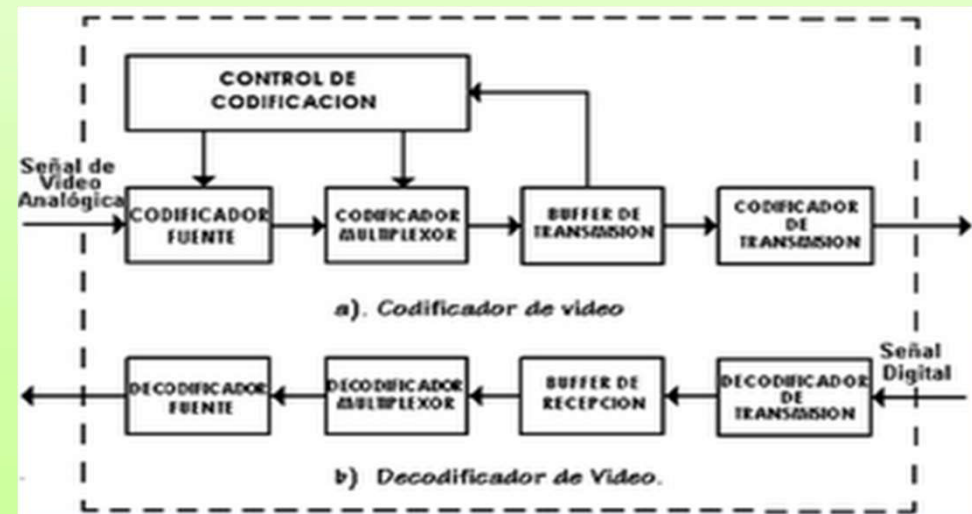 CONTROL DE
CODIFICACION
Señal de
Video
Analógica
CODIFICADOR
FUENTE
CODIFICADOR
MULTIPLEXOR
BUFFER DE
TRANSMISION
CODIFICADOR
DE
TRANSMISION
a). Codificador de video
Señal
Digital
DECODIFICADOR
FUENTE
DECODIFICADOR
MULTIPLEXOR
BUFFER DE
RECEPCION
DECODIFICADOR
DE
TRANSMISION
b) Decodificador de Video.